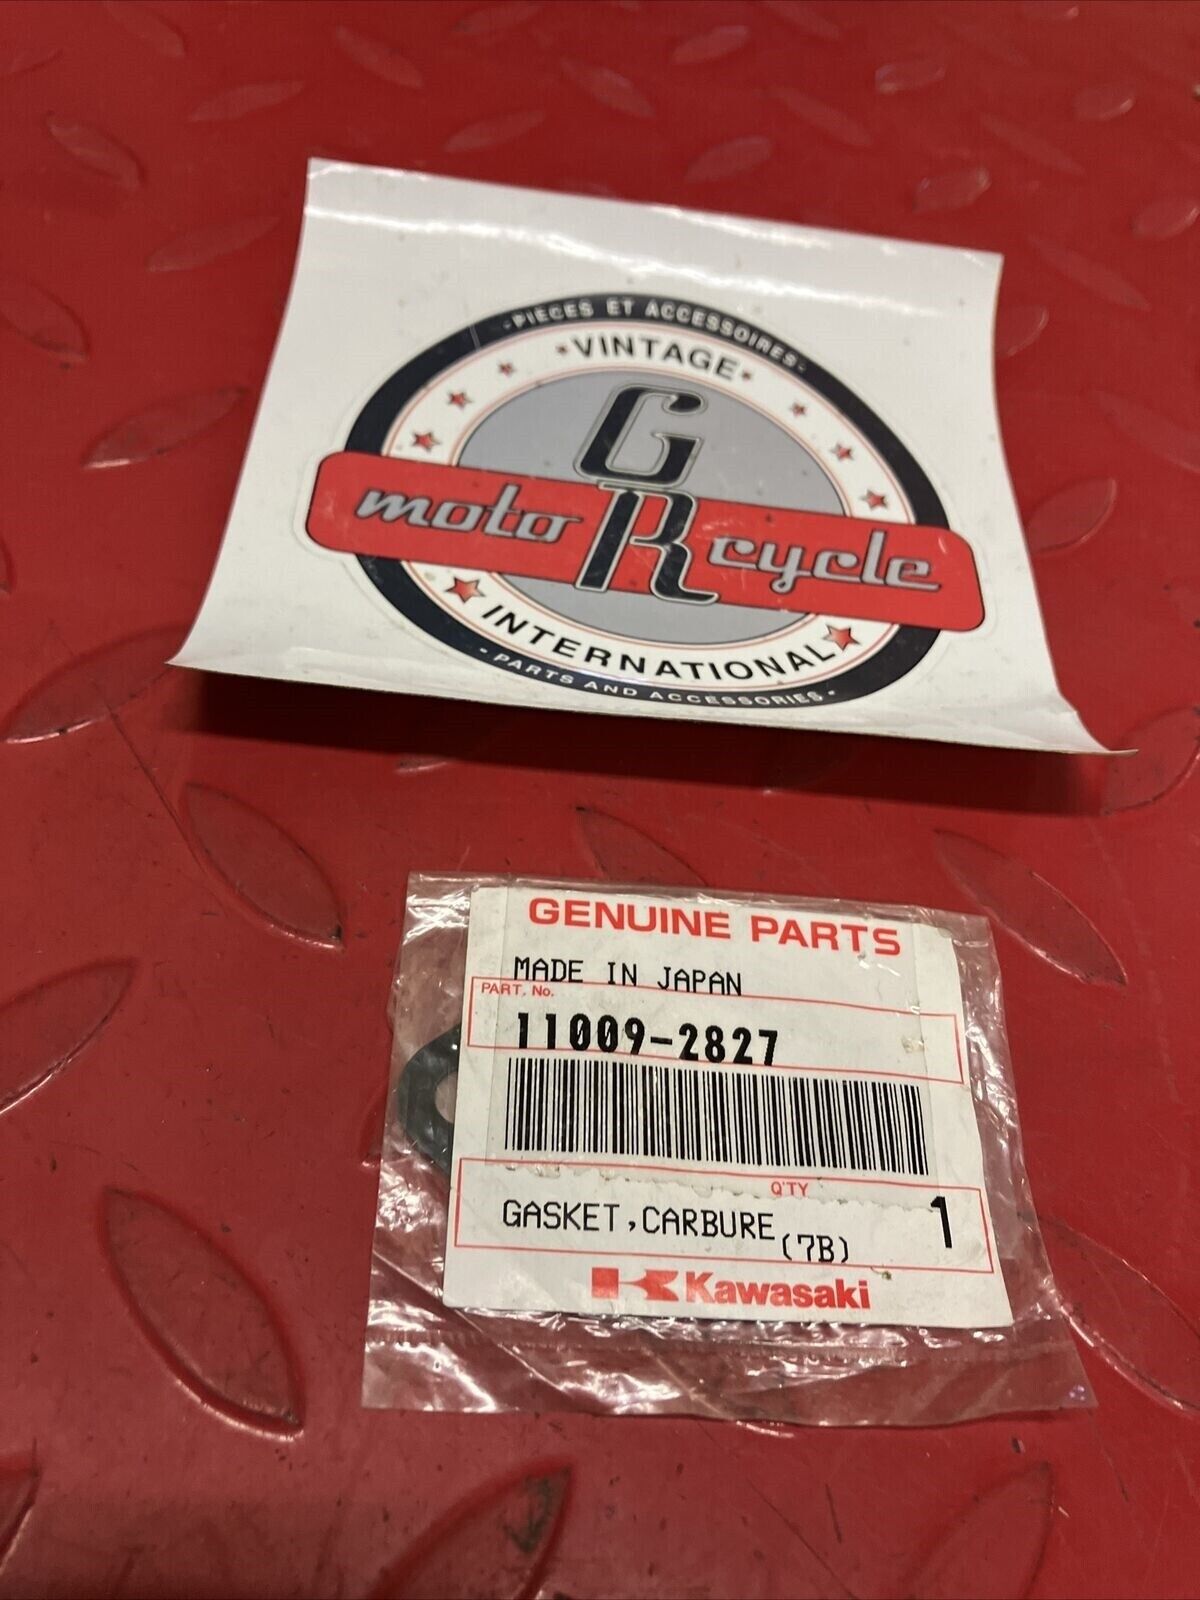 ·PIÈCES ET ACCESSOIRES·
·VINTAGE·
G
moto R cycle
INTERNATIONAL
·PARTS AND ACCESSORIES·
GENUINE PARTS
MADE IN JAPAN
PART. No.
11009-2827
Q'TY
GASKET,CARBURE 1
(7B)
Kawasaki